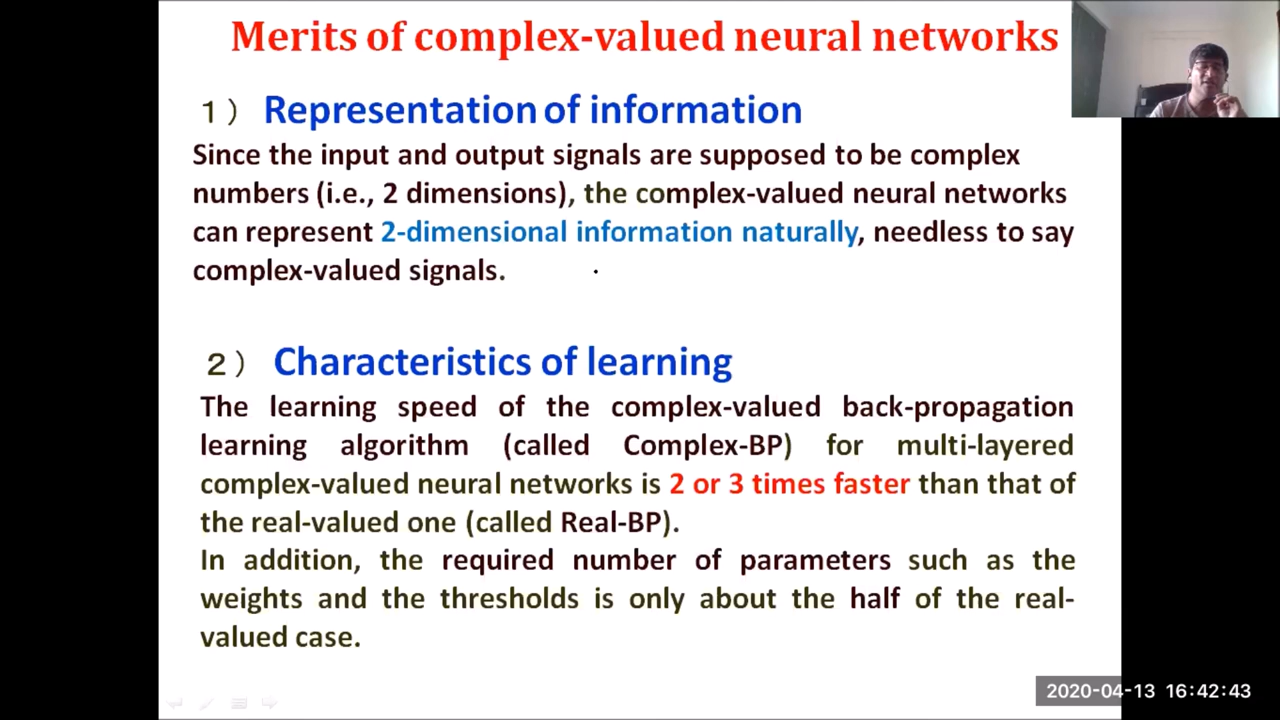 Merits of complex-valued neural networks
1) Representation of information
Since the input and output signals are supposed to be complex
numbers (i.e., 2 dimensions), the complex-valued neural networks
can represent 2-dimensional information naturally, needless to say
complex-valued signals.
2) Characteristics of learning
The learning speed of the complex-valued back-propagation
learning algorithm (called Complex-BP) for multi-layered
complex-valued neural networks is 2 or 3 times faster than that of
the real-valued one (called Real-BP).
In addition, the required number of parameters such as the
weights and the thresholds is only about the half of the real-
valued case.
2020-04-13 16:42:43